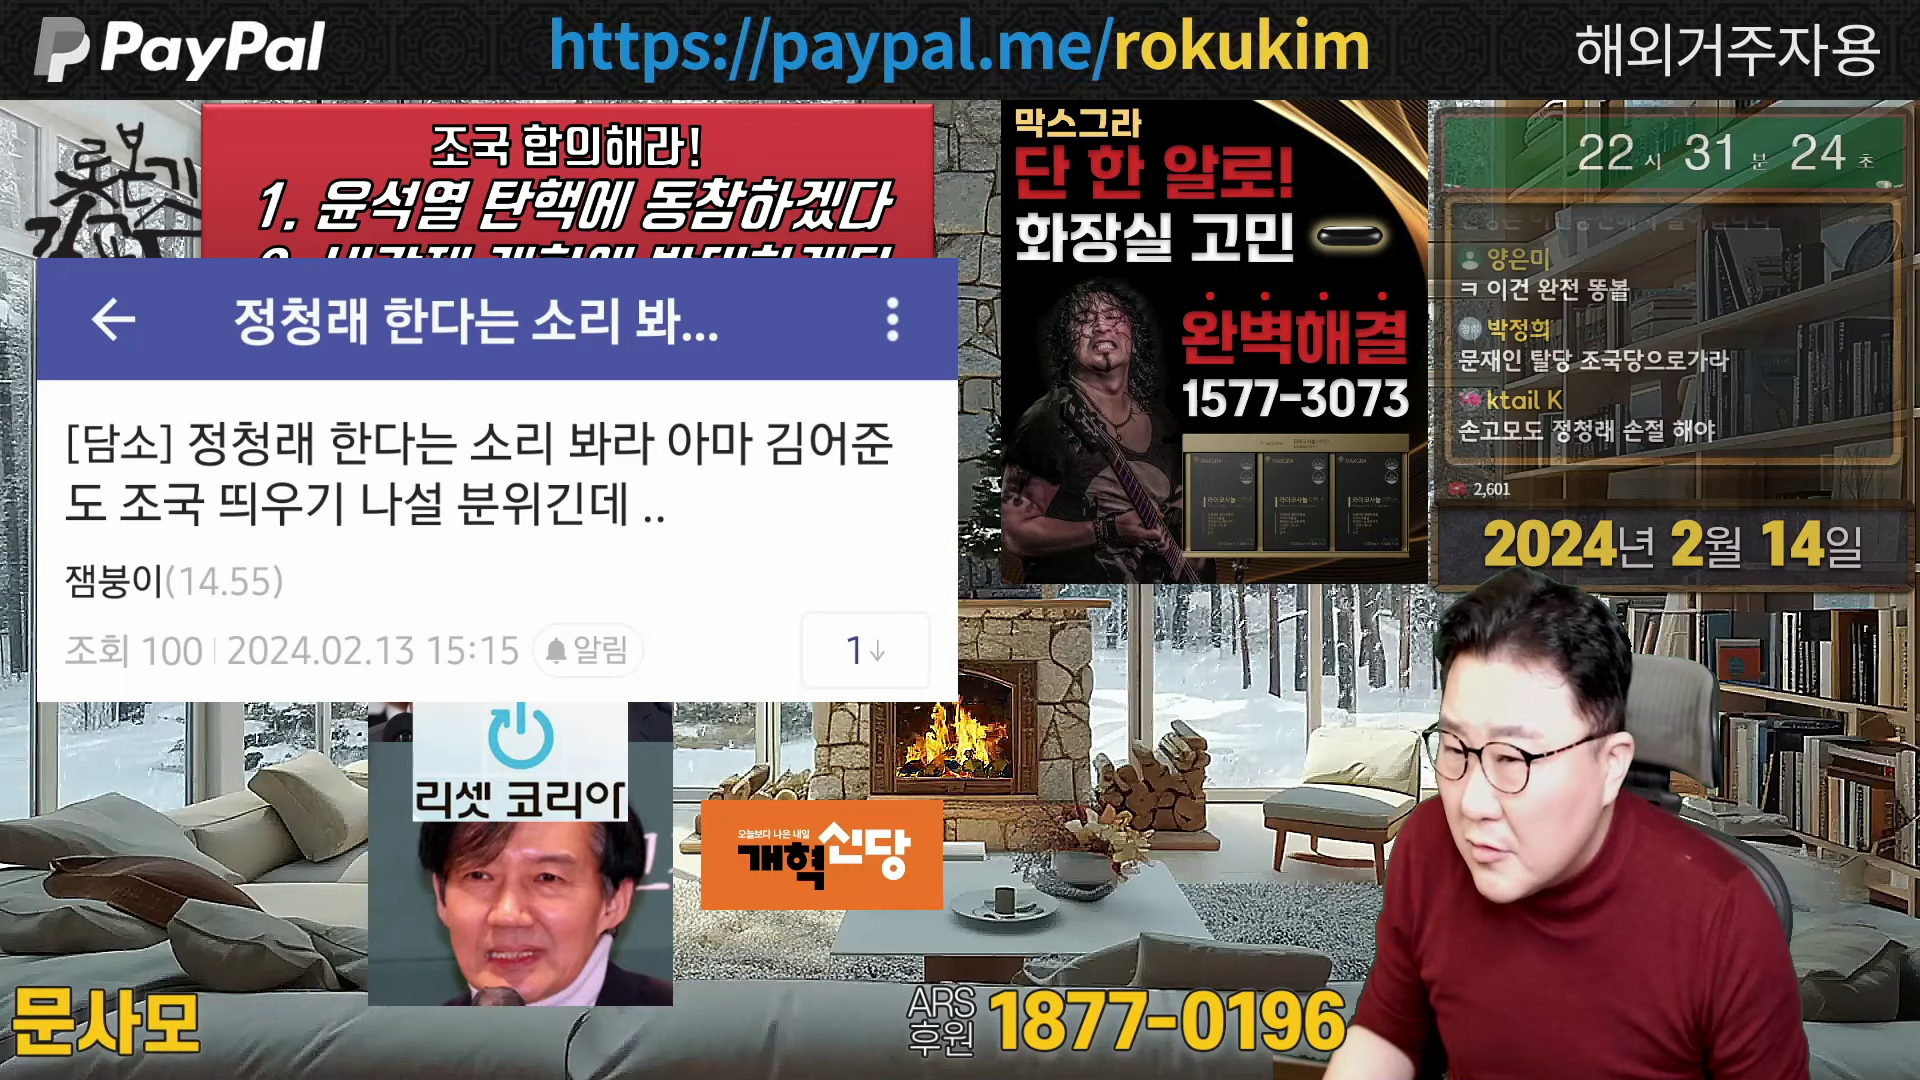 PayPal
https://paypal.me/rokukim
해외거주자용
조국 합의해라!
1. 윤석열 탄핵에 동참하겠다
막스그라
단 한 알로!
화장실 고민
완벽해결
1577-3073
22시 31분 24초
양은미
ㅋ 이건 완전 똥볼
박정희
문재인 탈당 조국당으로가라
ktail K
손고모도 정청래 손절 해야
2,601
2024년 2월 14일
정청래 한다는 소리 봐...
[담소] 정청래 한다는 소리 봐라 아마 김어준
도 조국 띄우기 나설 분위긴데 ..
잼붕이(14.55)
조회 100 | 2024.02.13 15:15 알림
1↓
리셋 코리아
오늘보다 나은 내일
개혁신당
문사모
ARS
후원
1877-0196